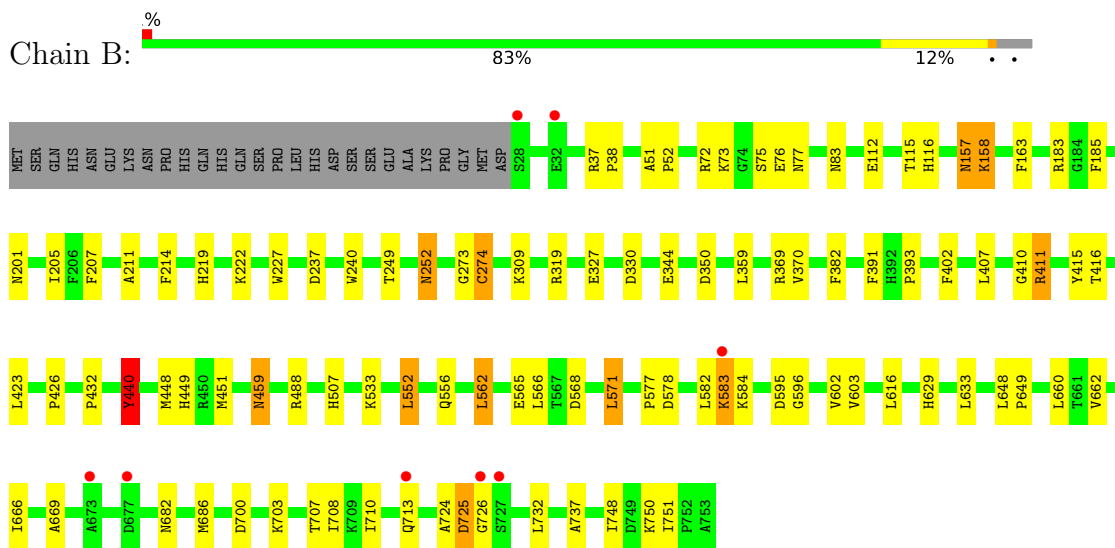 .%
Chain B:
83% 12% • •
MET SER GLN HIS ASN GLU LYS ASN PRO HIS GLN HIS GLN SER PRO LEU HIS ASP SER SER GLU ALA LYS PRO GLY MET ASP S28 E32 R37 P38 A51 P52 R72 K73 G74 S75 E76 N77 N83 E112 T115 H116 N157 K158 F163 R183 G184 F185
N201 I205 F206 F207 A211 F214 H219 K222 W227 D237 W240 T249 N252 G273 C274 K309 R319 E327 D330 E344 D350 L359 R369 V370 F382 F391 H392 P393 F402 L407 G410 R411 Y415 T416
L423 P426 P432 Y440 M448 H449 R450 M451 N459 R488 H507 K533 L552 Q556 L562 E565 L566 T567 D568 L571 P577 D578 L582 K583 K584 D595 G596 V602 V603 L616 H629 L633 L648 P649 L660 T661 V662
I666 A669 A673 D677 N682 M686 D700 K703 T707 I708 K709 I710 Q713 A724 D725 G726 S727 L732 A737 I748 D749 K750 I751 P752 A753